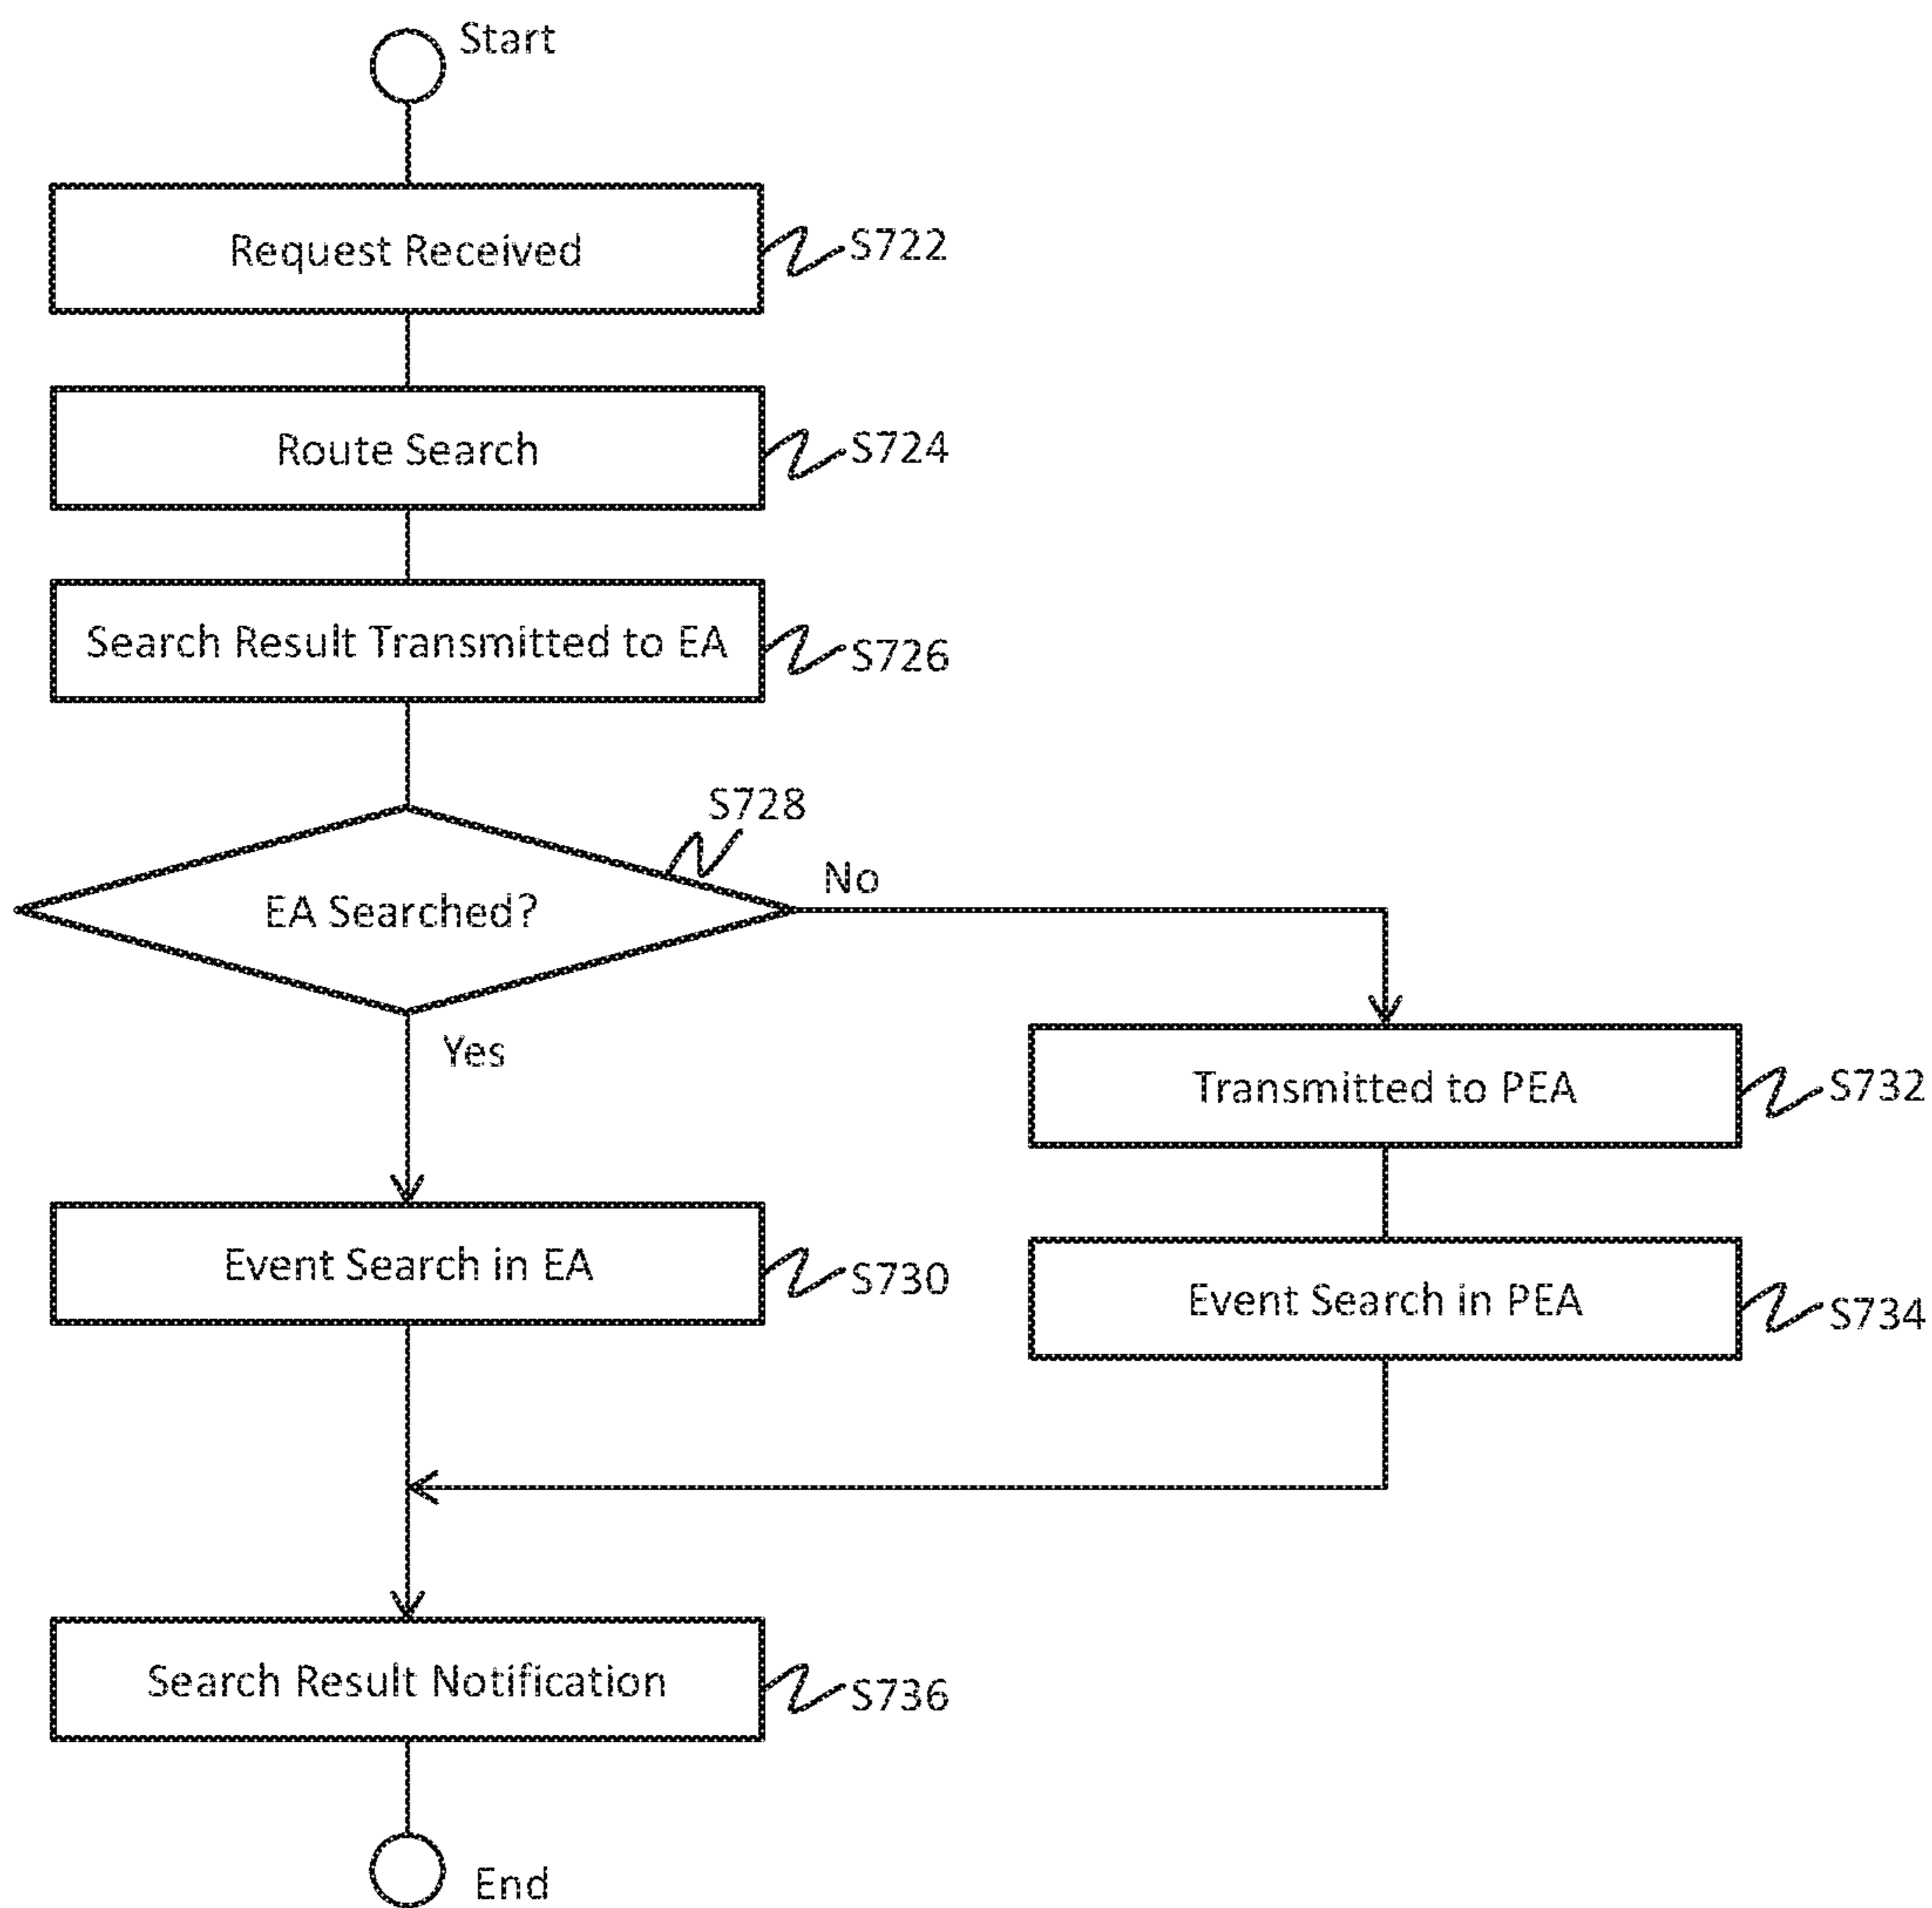 Start
Request Received
S722
Route Search
S724
Search Result Transmitted to EA
S726
S728
EA Searched?
No
Yes
Transmitted to PEA
S732
Event Search in EA
S730
Event Search in PEA
S734
Search Result Notification
S736
End